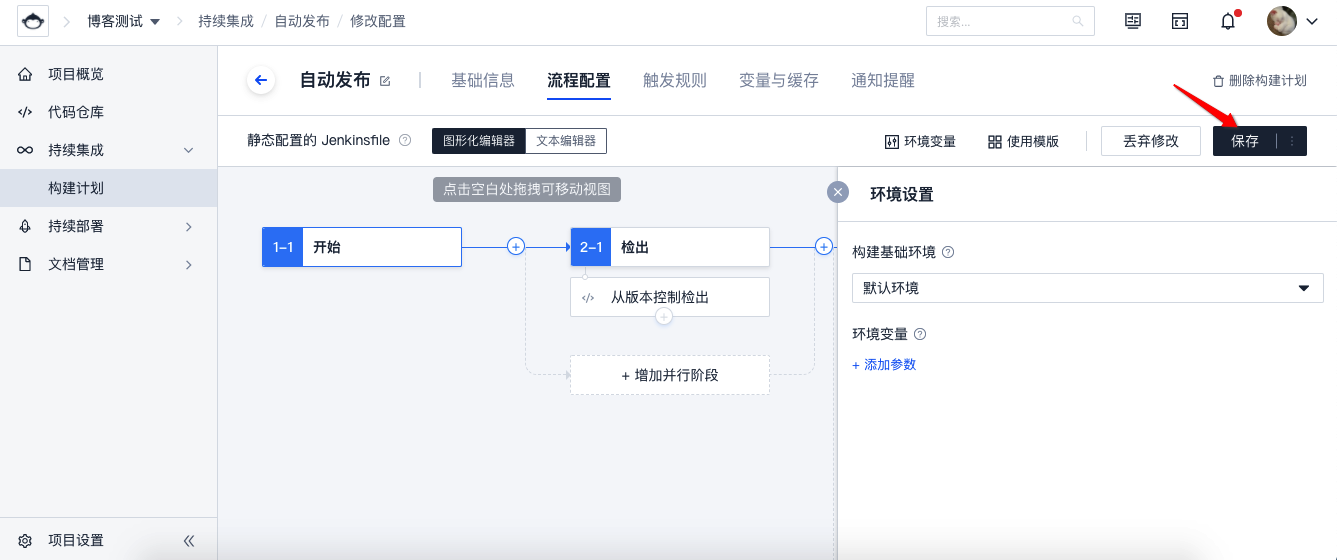 博客测试 持续集成 / 自动发布 / 修改配置 搜索...
项目概览
代码仓库
持续集成
构建计划
持续部署
文档管理
项目设置
自动发布 基础信息 流程配置 触发规则 变量与缓存 通知提醒 删除构建计划
静态配置的 Jenkinsfile 图形化编辑器 文本编辑器 环境变量 使用模版 丢弃修改 保存
点击空白处拖拽可移动视图
1-1 开始
2-1 检出
从版本控制检出
+ 增加并行阶段
环境设置
构建基础环境
默认环境
环境变量
+ 添加参数